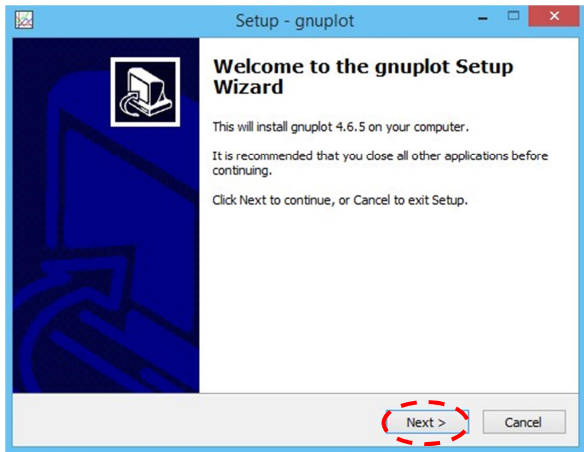 Setup - gnuplot
Welcome to the gnuplot Setup
Wizard
This will install gnuplot 4.6.5 on your computer.
It is recommended that you close all other applications before
continuing.
Click Next to continue, or Cancel to exit Setup.
Next >
Cancel